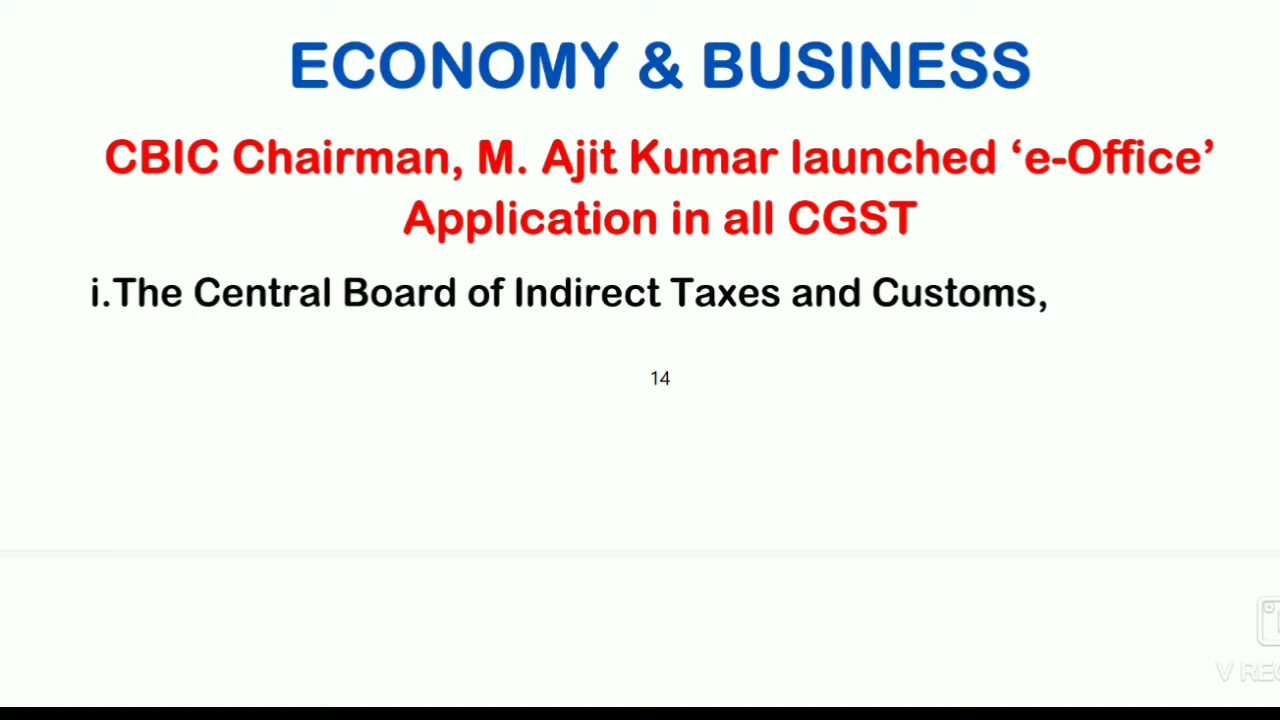 ECONOMY & BUSINESS
CBIC Chairman, M. Ajit Kumar launched ‘e-Office’
Application in all CGST
i.The Central Board of Indirect Taxes and Customs,
14
V REC